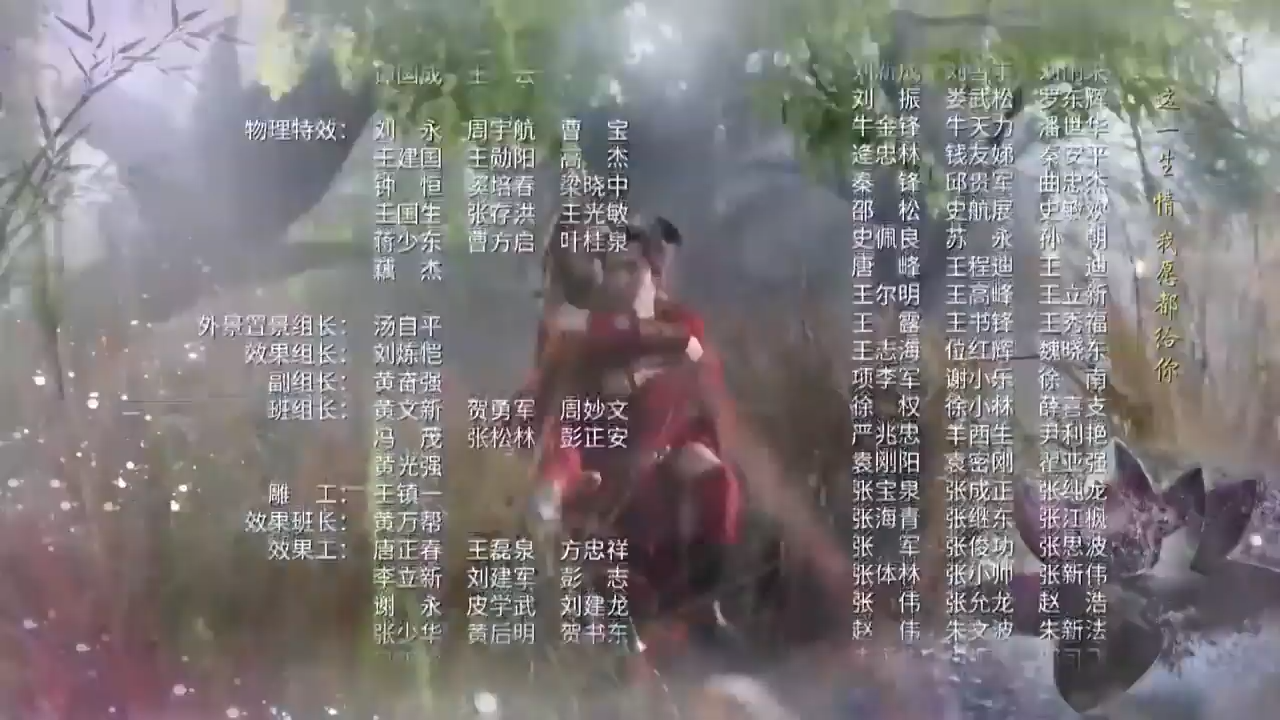 物理特效： 刘 永 周宇航 曹 宝
王建国 王勋阳 高 杰
钟 恒 窦培春 梁晓中
王国生 张存洪 王光敏
蒋少东 曹方启 叶桂泉
藕 杰
外景置景组长： 汤自平
效果组长： 刘炼恺
副组长： 黄奋强
班组长： 黄文新 贺勇军 周妙文
冯 茂 张松林 彭正安
黄光强
雕 工： 王镇一
效果班长： 黄万帮
效果工： 唐正春 王磊泉 方忠祥
李立新 刘建军 彭 志
谢 永 皮学武 刘建龙
张少华 黄后明 贺书东
刘 振 娄武松 罗东辉
牛金锋 牛天力 潘世华
逄忠林 钱友娣 秦安平
秦 锋 邱贵军 曲忠杰
邵 松 史航展 史敏欢
史佩良 苏 永 孙 朝
唐 峰 王程迪 王 迪
王尔明 王高峰 王立新
王 露 王书锋 王秀福
王志海 位红辉 魏晓东
项李军 谢小乐 徐 南
徐 权 徐小林 薛喜支
严兆忠 羊西生 尹利艳
袁刚阳 袁密刚 翟亚强
张宝泉 张成正 张灿龙
张海青 张继东 张江枫
张 军 张俊功 张思波
张体林 张小帅 张新伟
张 伟 张允龙 赵 浩
赵 伟 朱文波 朱新法
这一生情我愿都给你